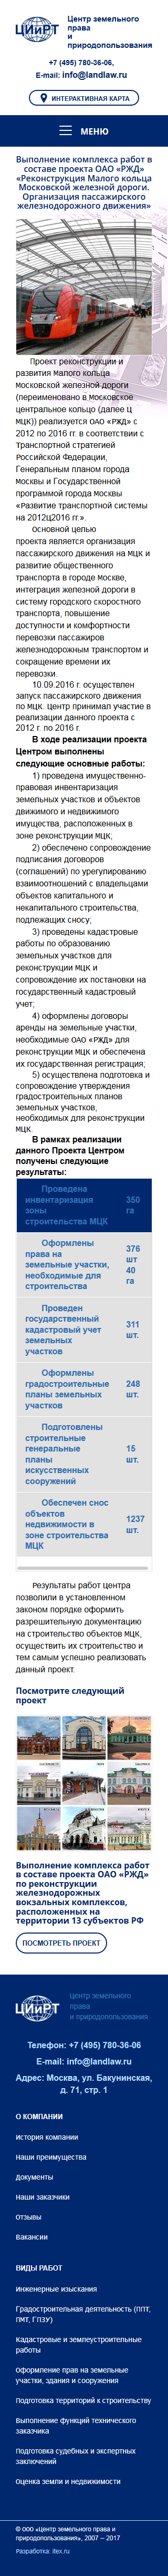 ЦИиРТ
Центр земельного
права
и
природопользования
+7 (495) 780-36-06,
E-mail: info@landlaw.ru
ИНТЕРАКТИВНАЯ КАРТА
МЕНЮ
Выполнение комплекса работ в
составе проекта ОАО «РЖД»
«Реконструкция Малого кольца
Московской железной дороги.
Организация пассажирского
железнодорожного движения»
Проект реконструкции и
развития Малого кольца
Московской железной дороги
(переименовано в Московское
центральное кольцо (далее Ц
МЦК)) реализуется ОАО «РЖД» с
2012 по 2016 гг. в соответствии с
Транспортной стратегией
Российской Федерации,
Генеральным планом города
Москвы и Государственной
программой города Москвы
«Развитие транспортной системы
на 2012Ц2016 гг.».
Основной целью
проекта является организация
пассажирского движения на МЦК и
развитие общественного
транспорта в городе Москве,
интеграция железной дороги в
систему городского скоростного
транспорта, повышение
доступности и комфортности
перевозки пассажиров
железнодорожным транспортом и
сокращение времени их
перевозки.
10.09.2016 г. осуществлен
запуск пассажирского движения
по МЦК. Центр принимал участие в
реализации данного проекта с
2012 г. по 2016 г.
В ходе реализации проекта
Центром выполнены
следующие основные работы:
1) проведена имущественно-
правовая инвентаризация
земельных участков и объектов
движимого и недвижимого
имущества, расположенных в
зоне реконструкции МЦК;
2) обеспечено сопровождение
подписания договоров
(соглашений) по урегулированию
взаимоотношений с владельцами
объектов капитального и
некапитального строительства,
подлежащих сносу;
3) проведены кадастровые
работы по образованию
земельных участков для
реконструкции МЦК и
сопровождение их постановки на
государственный кадастровый
учет;
4) оформлены договоры
аренды на земельные участки,
необходимые ОАО «РЖД» для
реконструкции МЦК и обеспечена
их государственная регистрация;
5) осуществлена подготовка и
сопровождение утверждения
градостроительных планов
земельных участков,
необходимых для реконструкции
МЦК.
В рамках реализации
данного Проекта Центром
получены следующие
результаты:
Проведена
инвентаризация
зоны
строительства МЦК
350
га
Оформлены
права на
земельные участки,
необходимые для
строительства
376
шт
40
га
Проведен
государственный
кадастровый учет
земельных
участков
311
шт.
Оформлены
градостроительные
планы земельных
участков
248
шт.
Подготовлены
строительные
генеральные
планы
искусственных
сооружений
15
шт.
Обеспечен снос
объектов
недвижимости в
зоне строительства
МЦК
1237
шт.
Результаты работ Центра
позволили в установленном
законом порядке оформить
разрешительную документацию
на строительство объектов МЦК,
осуществить их строительство и
тем самым успешно реализовать
данный проект.
Посмотрите следующий
проект
Выполнение комплекса работ
в составе проекта ОАО «РЖД»
по реконструкции
железнодорожных
вокзальных комплексов,
расположенных на
территории 13 субъектов РФ
ПОСМОТРЕТЬ ПРОЕКТ
ЦИиРТ
Центр земельного
права
и природопользования
Телефон: +7 (495) 780-36-06
E-mail: info@landlaw.ru
Адрес: Москва, ул. Бакунинская,
д. 71, стр. 1
О КОМПАНИИ
История компании
Наши преимущества
Документы
Наши заказчики
Отзывы
Вакансии
ВИДЫ РАБОТ
Инженерные изыскания
Градостроительная деятельность (ППТ,
ПМТ, ГПЗУ)
Кадастровые и землеустроительные
работы
Оформление прав на земельные
участки, здания и сооружения
Подготовка территорий к строительству
Выполнение функций технического
заказчика
Подготовка судебных и экспертных
заключений
Оценка земли и недвижимости
© ООО «Центр земельного права и
природопользования», 2007 — 2017
Разработка: itex.ru